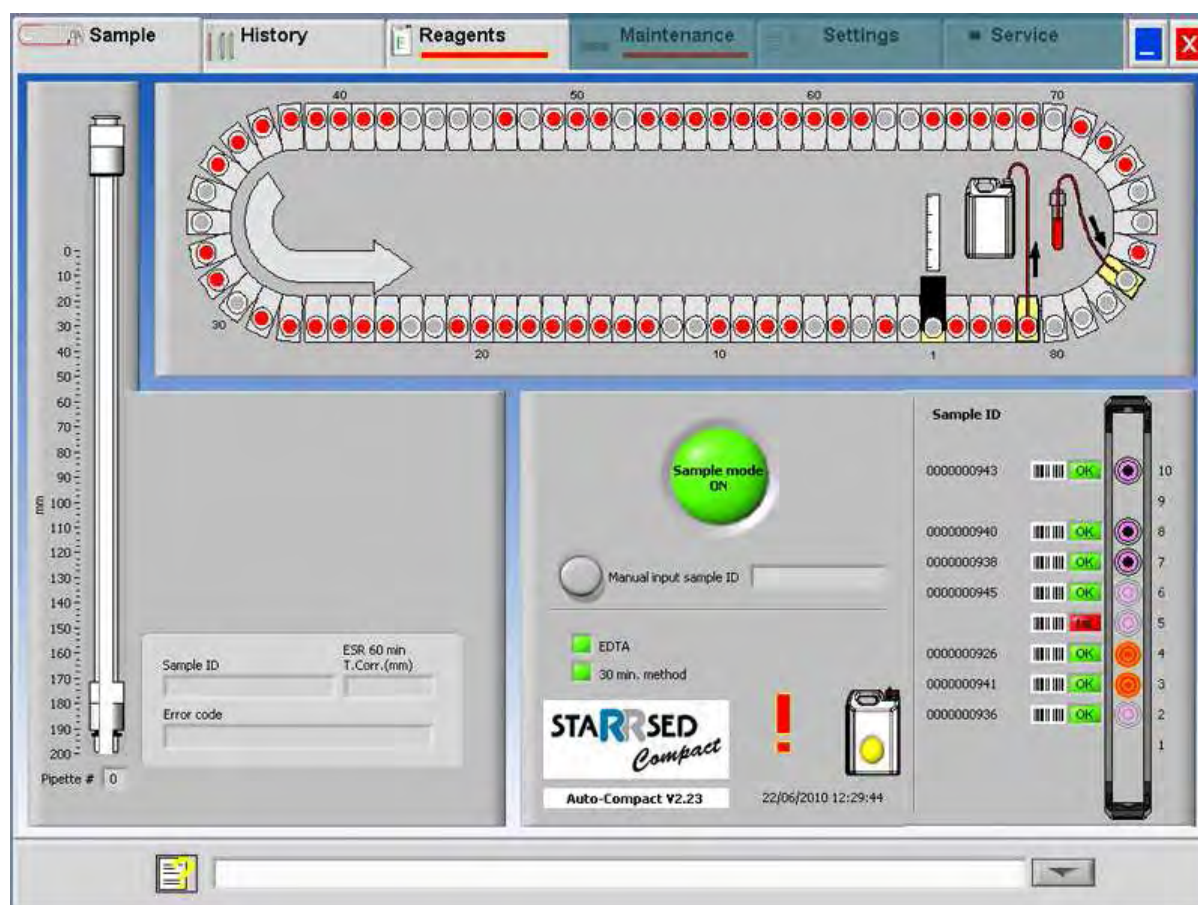 Sample
History
Reagents
Maintenance
Settings
Service
E
X
40
50
60
70
30
20
10
1
80
0
10
20
30
40
50
60
70
80
90
mm
100
110
120
130
140
150
160
170
180
190
200
Pipette # 0
Sample ID
ESR 60 min
T.Corr.(mm)
Error code
Sample mode
ON
Manual input sample ID
EDTA
30 min. method
STARRSED
Compact
Auto-Compact V2.23
!
22/06/2010 12:29:44
Sample ID
0000000943 OK 10
9
0000000940 OK 8
0000000938 OK 7
0000000945 OK 6
5
0000000926 OK 4
0000000941 OK 3
0000000936 OK 2
1
?